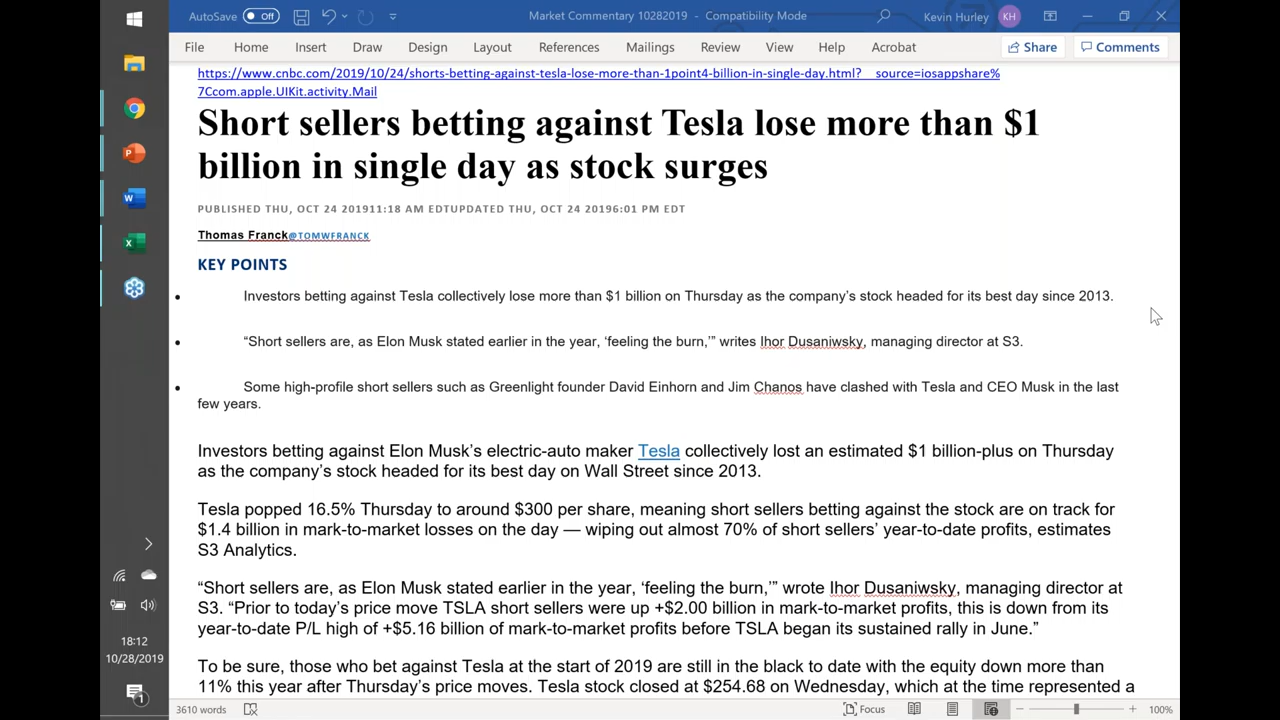 AutoSave Off Market Commentary 10282019 - Compatibility Mode Kevin Hurley KH
File Home Insert Draw Design Layout References Mailings Review View Help Acrobat Share Comments
https://www.cnbc.com/2019/10/24/shorts-betting-against-tesla-lose-more-than-1point4-billion-in-single-day.html?__source=iosappshare%
7Ccom.apple.UIKit.activity.Mail
Short sellers betting against Tesla lose more than $1
billion in single day as stock surges
PUBLISHED THU, OCT 24 201911:18 AM EDTUPDATED THU, OCT 24 20196:01 PM EDT
Thomas Franck@TOMWFRANCK
KEY POINTS
• Investors betting against Tesla collectively lose more than $1 billion on Thursday as the company’s stock headed for its best day since 2013.
• “Short sellers are, as Elon Musk stated earlier in the year, ‘feeling the burn,’” writes Ihor Dusaniwsky, managing director at S3.
• Some high-profile short sellers such as Greenlight founder David Einhorn and Jim Chanos have clashed with Tesla and CEO Musk in the last
few years.
Investors betting against Elon Musk’s electric-auto maker Tesla collectively lost an estimated $1 billion-plus on Thursday
as the company’s stock headed for its best day on Wall Street since 2013.
Tesla popped 16.5% Thursday to around $300 per share, meaning short sellers betting against the stock are on track for
$1.4 billion in mark-to-market losses on the day — wiping out almost 70% of short sellers’ year-to-date profits, estimates
S3 Analytics.
“Short sellers are, as Elon Musk stated earlier in the year, ‘feeling the burn,’” wrote Ihor Dusaniwsky, managing director at
S3. “Prior to today’s price move TSLA short sellers were up +$2.00 billion in mark-to-market profits, this is down from its
year-to-date P/L high of +$5.16 billion of mark-to-market profits before TSLA began its sustained rally in June.”
To be sure, those who bet against Tesla at the start of 2019 are still in the black to date with the equity down more than
11% this year after Thursday’s price moves. Tesla stock closed at $254.68 on Wednesday, which at the time represented a
18:12
10/28/2019
1
3610 words Focus 100%